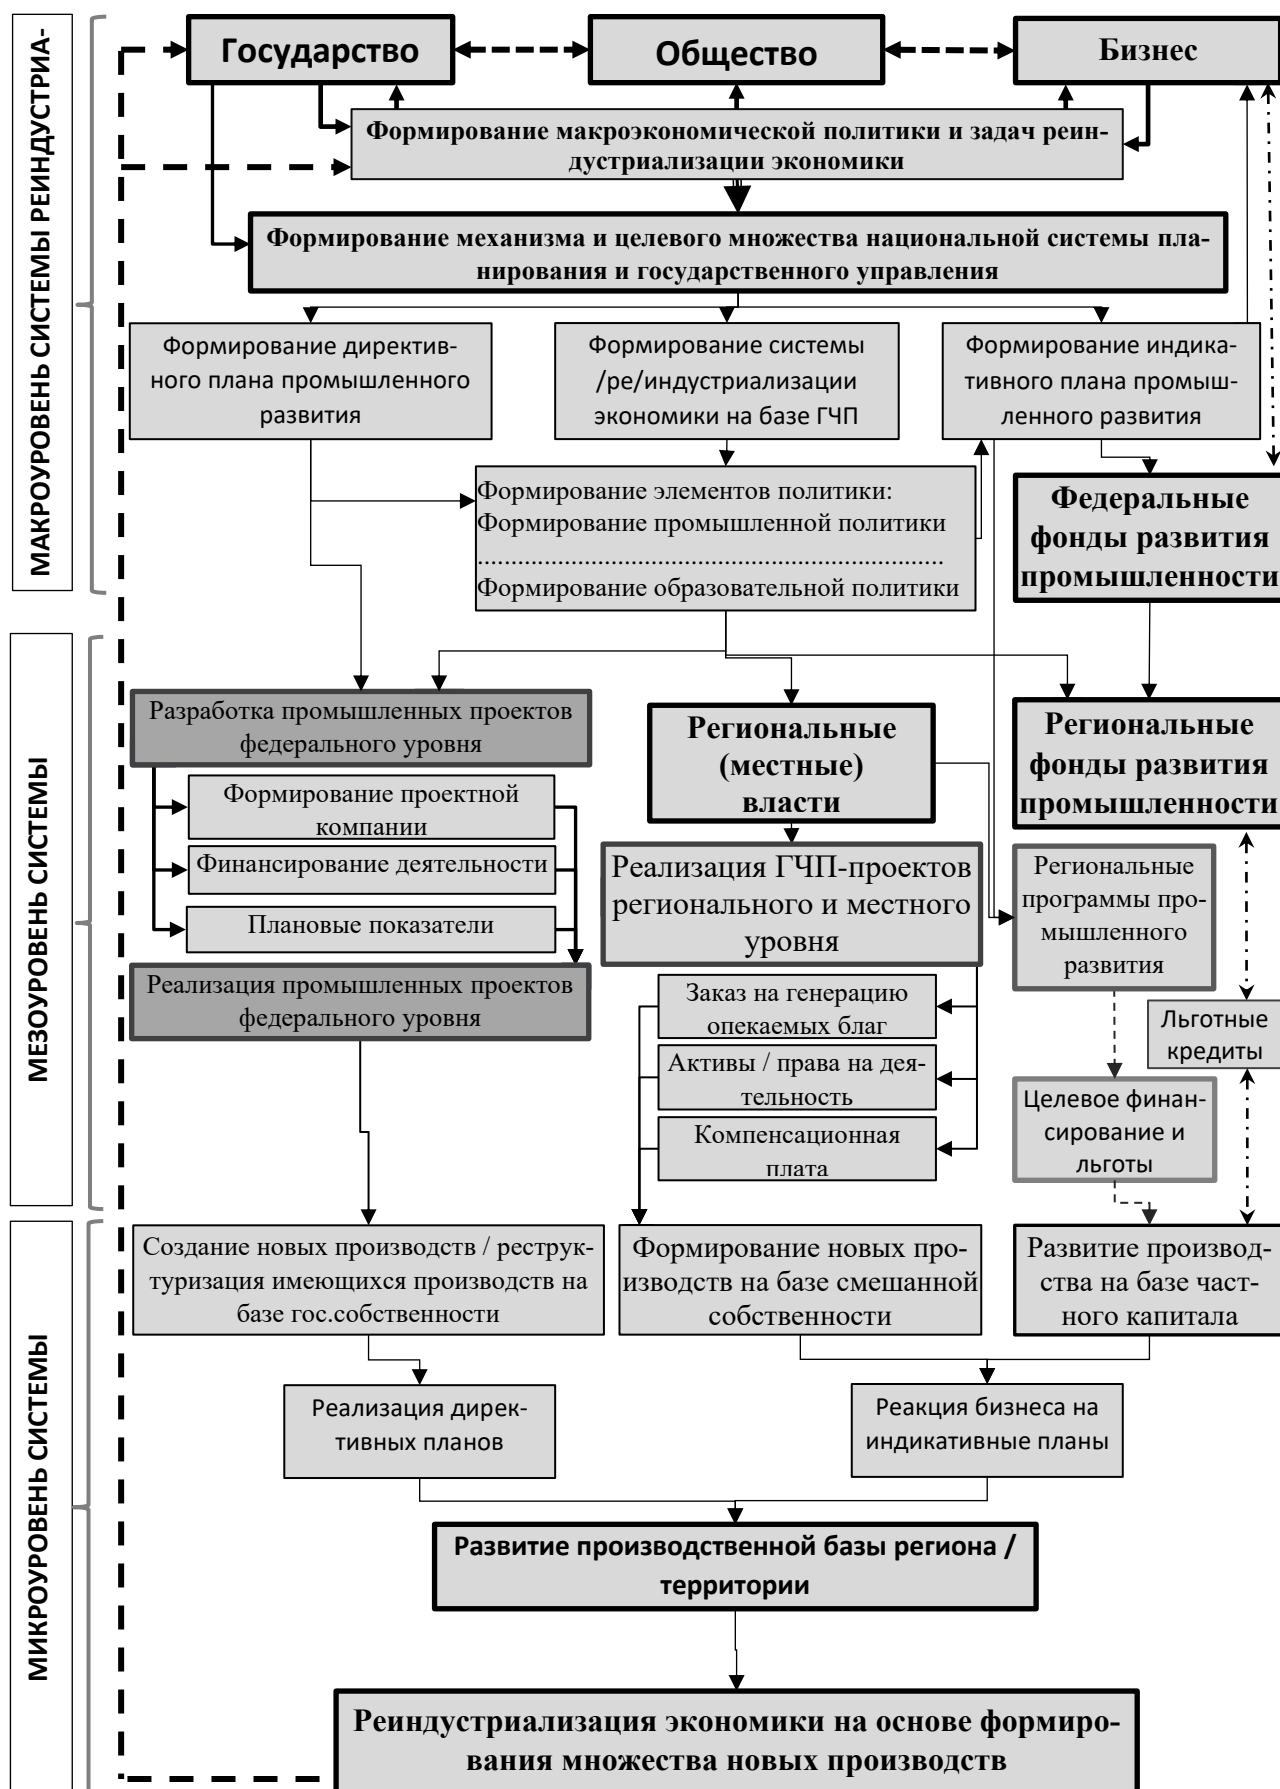 МАКРОУРОВЕНЬ СИСТЕМЫ РЕИНДУСТРИА-
Государство
Общество
Бизнес
Формирование макроэкономической политики и задач реин-
дустриализации экономики
Формирование механизма и целевого множества национальной системы пла-
нирования и государственного управления
Формирование директив-
ного плана промышленного
развития
Формирование системы
/ре/индустриализации
экономики на базе ГЧП
Формирование индика-
тивного плана промыш-
ленного развития
Формирование элементов политики:
Формирование промышленной политики
..................................................................
Формирование образовательной политики
Федеральные
фонды развития
промышленности
МЕЗОУРОВЕНЬ СИСТЕМЫ
Разработка промышленных проектов
федерального уровня
Формирование проектной
компании
Финансирование деятельности
Плановые показатели
Реализация промышленных проектов
федерального уровня
Региональные
(местные)
власти
Реализация ГЧП-проектов
регионального и местного
уровня
Заказ на генерацию
опекаемых благ
Активы / права на дея-
тельность
Компенсационная
плата
Региональные
фонды развития
промышленности
Региональные
программы про-
мышленного
развития
Льготные
кредиты
Целевое финан-
сирование и
льготы
МИКРОУРОВЕНЬ СИСТЕМЫ
Создание новых производств / реструк-
туризация имеющихся производств на
базе гос.собственности
Формирование новых про-
изводств на базе смешанной
собственности
Развитие производ-
ства на базе част-
ного капитала
Реализация дирек-
тивных планов
Реакция бизнеса на
индикативные планы
Развитие производственной базы региона /
территории
Реиндустриализация экономики на основе формиро-
вания множества новых производств